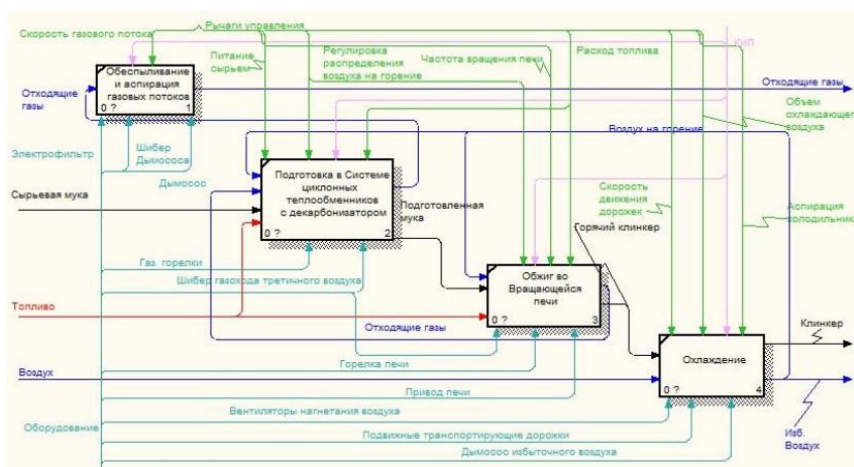 Рычаги управления
Скорость газового потока
Питание
сырьем
Регулировка
распределения
воздуха на горение
Частота вращения печи
Расход топлива
КИП
Обеспыливание
и аспирация
газовых потоков
0 ?
1
Отходящие газы
Отходящие
газы
Объем
охлаждающего
воздуха
Воздух на горение
Электрофильтр
Шибер
Дымососа
Дымосос
Подготовка в Системе
циклонных
теплообменников
с декарбонизатором
0 ?
2
Сырьевая мука
Подготовленная
мука
Скорость
движения
дорожек
Аспирация
холодильник
Горячий клинкер
Газ. горелки
Шибер газохода третичного воздуха
Обжиг во
Вращающейся
печи
0 ?
3
Топливо
Отходящие газы
Клинкер
Охлаждение
0 ?
4
Горелка печи
Воздух
Привод печи
Вентиляторы нагнетания воздуха
Оборудование
Подвижные транспортирующие дорожки
Изб.
Воздух
Дымосос избыточного воздуха